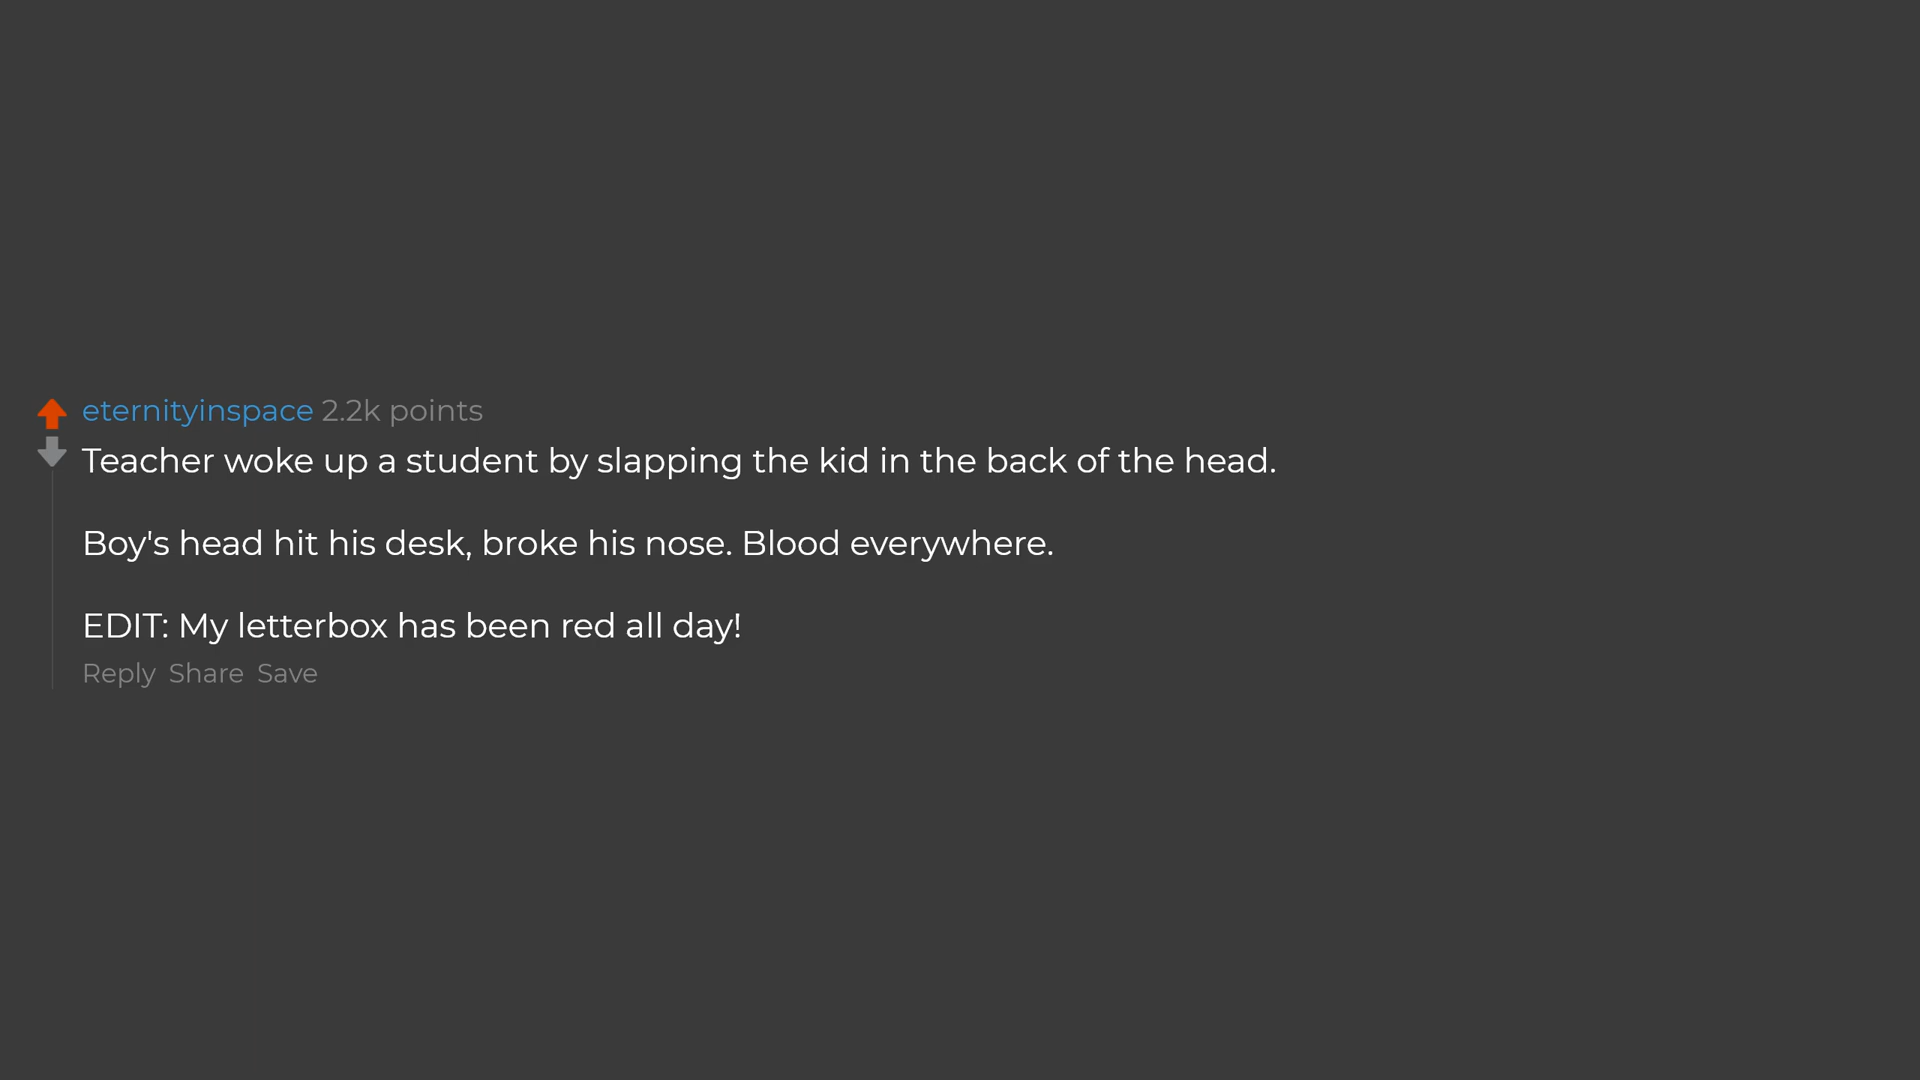 eternityinspace 2.2k points
Teacher woke up a student by slapping the kid in the back of the head.
Boy's head hit his desk, broke his nose. Blood everywhere.
EDIT: My letterbox has been red all day!
Reply Share Save